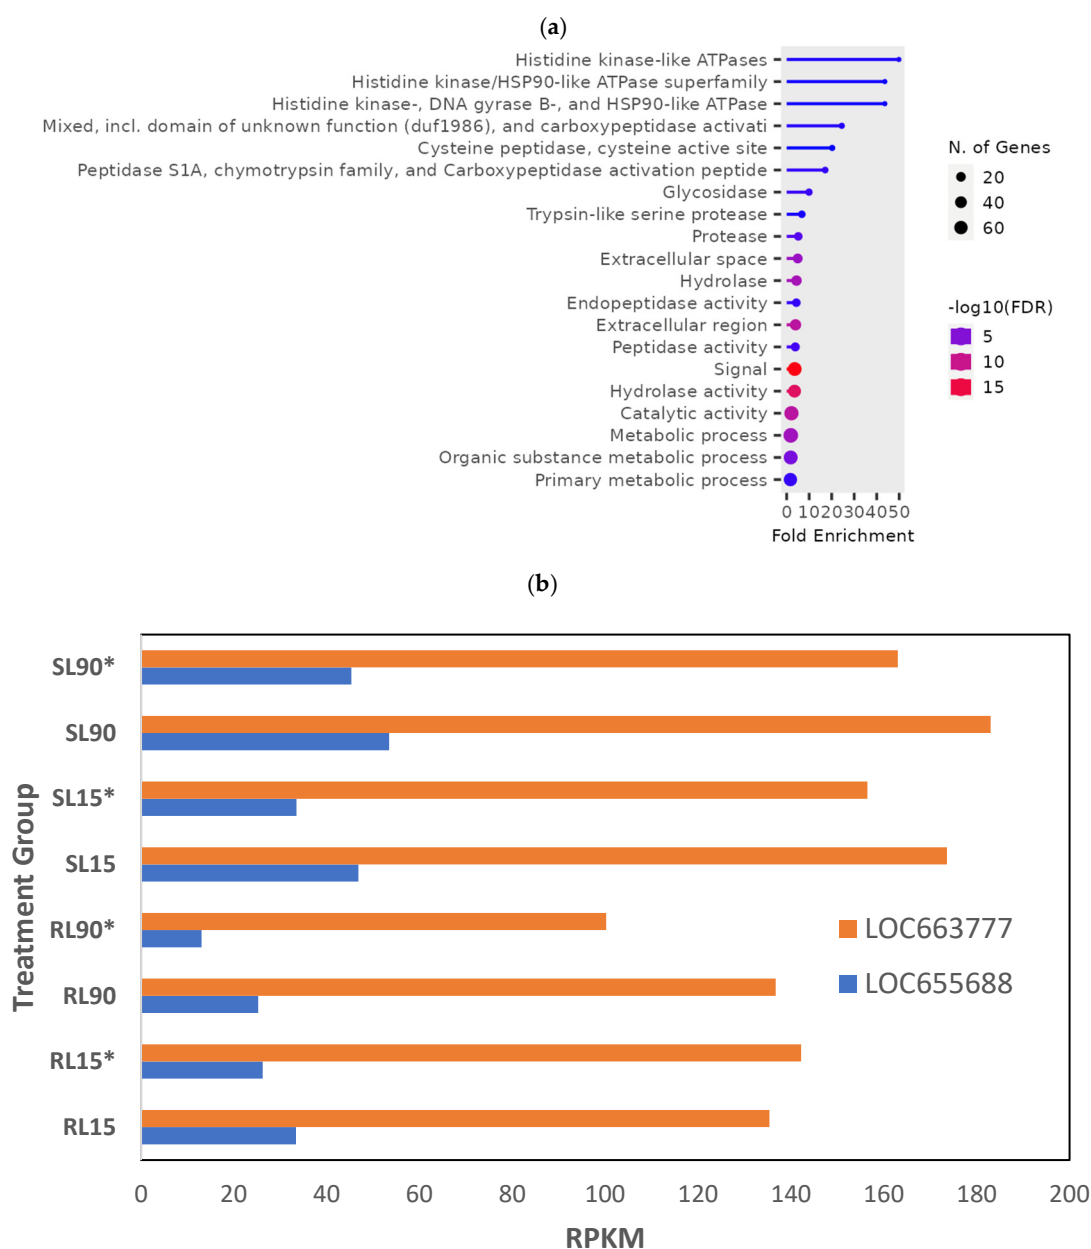 (a)
Histidine kinase-like ATPases
Histidine kinase/HSP90-like ATPase superfamily
Histidine kinase-, DNA gyrase B-, and HSP90-like ATPase
Mixed, incl. domain of unknown function (duf1986), and carboxypeptidase activati
Cysteine peptidase, cysteine active site
Peptidase S1A, chymotrypsin family, and Carboxypeptidase activation peptide
Glycosidase
Trypsin-like serine protease
Protease
Extracellular space
Hydrolase
Endopeptidase activity
Extracellular region
Peptidase activity
Signal
Hydrolase activity
Catalytic activity
Metabolic process
Organic substance metabolic process
Primary metabolic process
0 10 20 30 40 50
Fold Enrichment
N. of Genes
20
40
60
-log10(FDR)
5
10
15
(b)
Treatment Group
SL90*
SL90
SL15*
SL15
RL90*
RL90
RL15*
RL15
LOC663777
LOC655688
0 20 40 60 80 100 120 140 160 180 200
RPKM